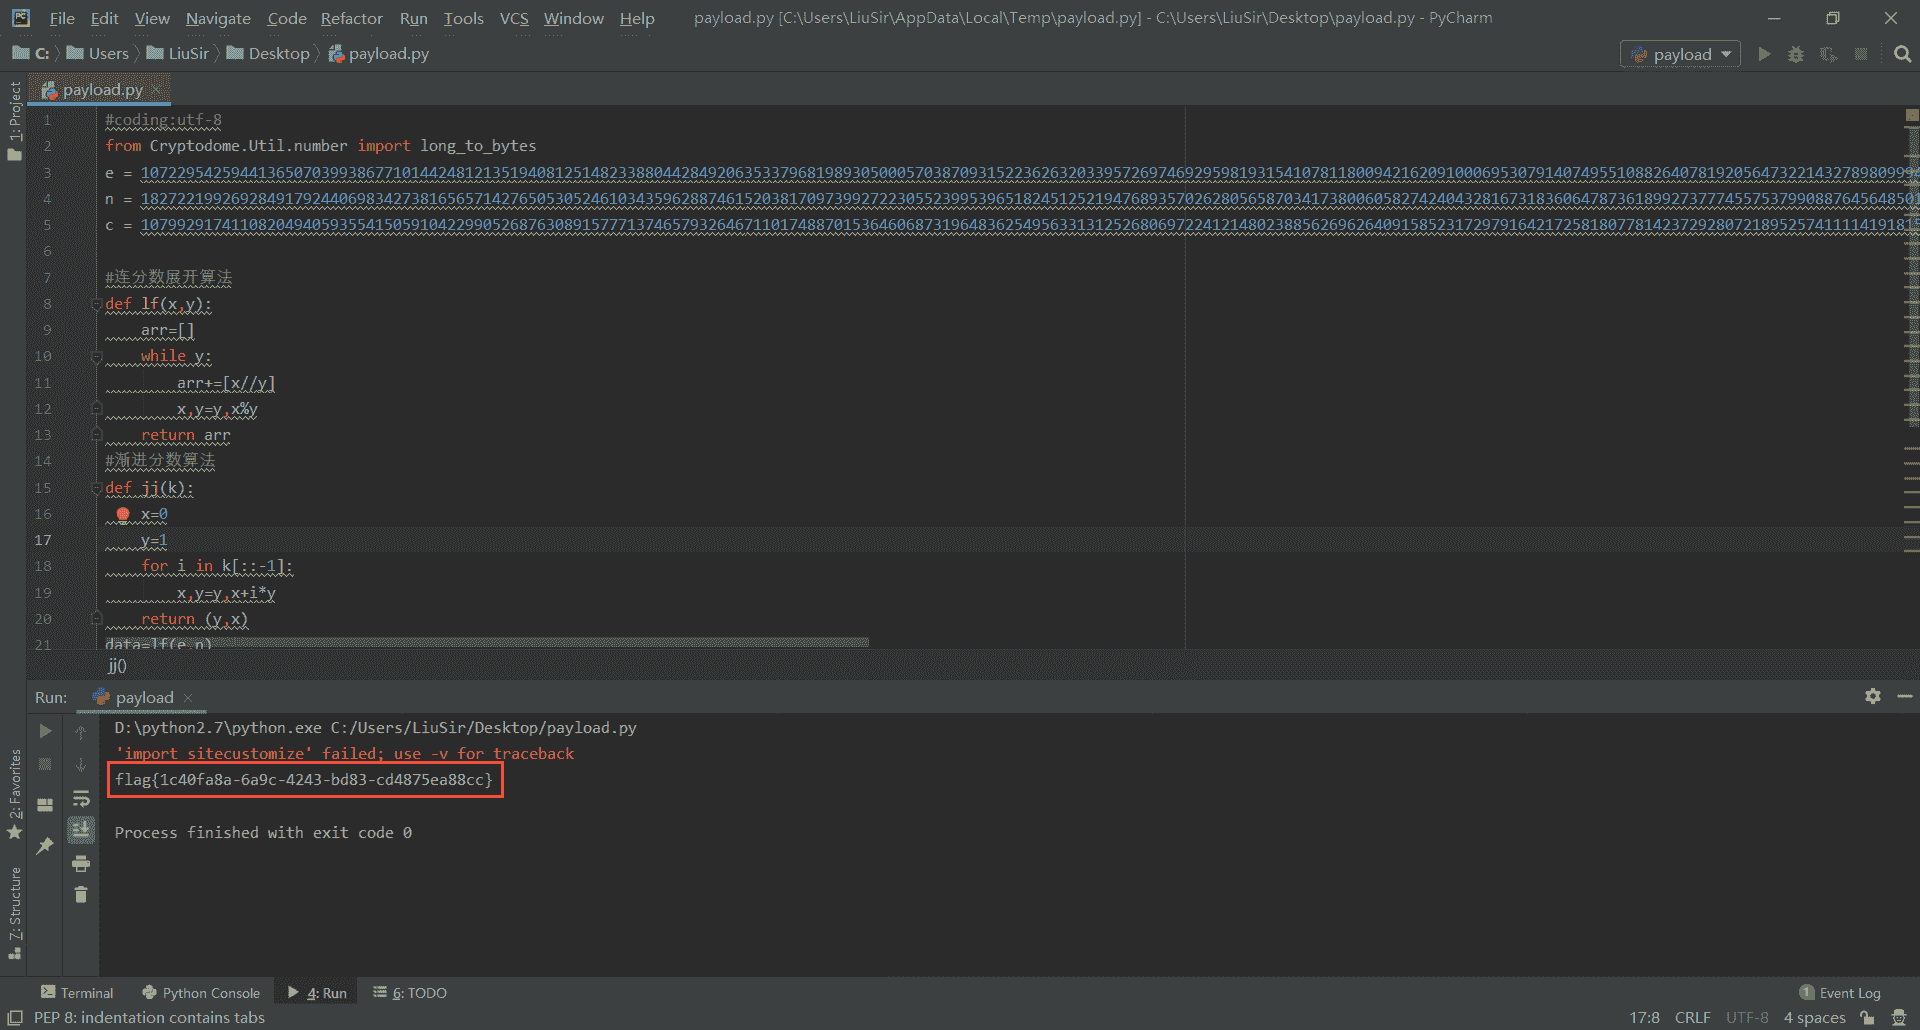 File Edit View Navigate Code Refactor Run Tools VCS Window Help payload.py [C:\Users\LiuSir\AppData\Local\Temp\payload.py] - C:\Users\LiuSir\Desktop\payload.py - PyCharm
C: Users LiuSir Desktop payload.py payload
payload.py
1: Project
1 #coding:utf-8
2 from Cryptodome.Util.number import long_to_bytes
3 e =
4 n =
5 c =
6
7 #连分数展开算法
8 def lf(x,y):
9 arr=[]
10 while y:
11 arr+=[x//y]
12 x,y=y,x%y
13 return arr
14 #渐进分数算法
15 def jj(k):
16 x=0
17 y=1
18 for i in k[::-1]:
19 x,y=y,x+i*y
20 return (y,x)
21 data=lf(e,n)
jj()
Run: payload
D:\python2.7\python.exe C:/Users/LiuSir/Desktop/payload.py
'import sitecustomize' failed; use -v for traceback
flag{1c40fa8a-6a9c-4243-bd83-cd4875ea88cc}
Process finished with exit code 0
2: Favorites
7: Structure
Terminal Python Console 4: Run 6: TODO 1 Event Log
PEP 8: indentation contains tabs 17:8 CRLF UTF-8 4 spaces